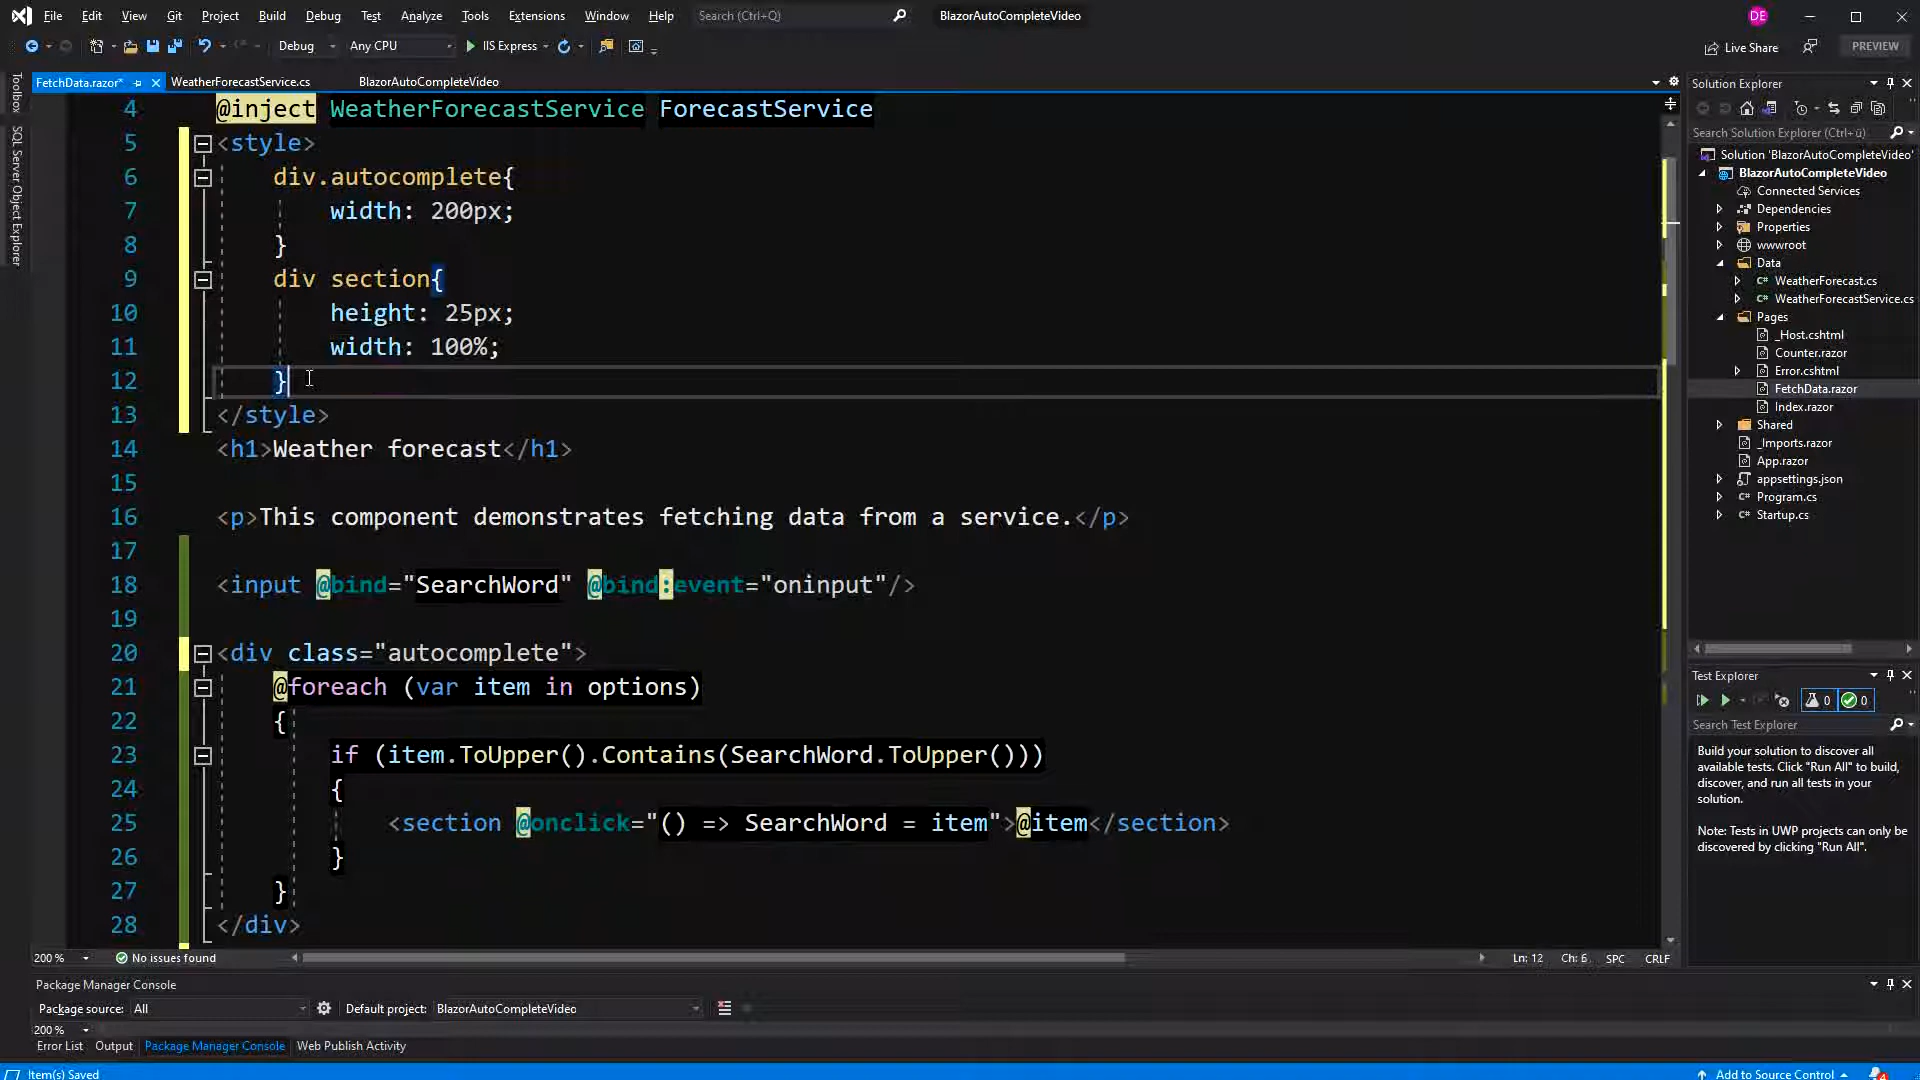 File Edit View Git Project Build Debug Test Analyze Tools Extensions Window Help Search (Ctrl+Q) BlazorAutoCompleteVideo DE
Debug Any CPU IIS Express Live Share PREVIEW
Toolbox
SQL Server Object Explorer
FetchData.razor* WeatherForecastService.cs BlazorAutoCompleteVideo
4 @inject WeatherForecastService ForecastService
5 <style>
6 div.autocomplete{
7 width: 200px;
8 }
9 div section{
10 height: 25px;
11 width: 100%;
12 }
13 </style>
14 <h1>Weather forecast</h1>
15
16 <p>This component demonstrates fetching data from a service.</p>
17
18 <input @bind="SearchWord" @bind:event="oninput"/>
19
20 <div class="autocomplete">
21 @foreach (var item in options)
22 {
23 if (item.ToUpper().Contains(SearchWord.ToUpper()))
24 {
25 <section @onclick="() => SearchWord = item">@item</section>
26 }
27 }
28 </div>
200 % No issues found Ln: 12 Ch: 6 SPC CRLF
Package Manager Console
Package source: All Default project: BlazorAutoCompleteVideo
200 %
Error List Output Package Manager Console Web Publish Activity
Item(s) Saved Add to Source Control 4
Solution Explorer
Search Solution Explorer (Ctrl+ü)
Solution 'BlazorAutoCompleteVideo'
BlazorAutoCompleteVideo
Connected Services
Dependencies
Properties
wwwroot
Data
C# WeatherForecast.cs
C# WeatherForecastService.cs
Pages
_Host.cshtml
Counter.razor
Error.cshtml
FetchData.razor
Index.razor
Shared
_Imports.razor
App.razor
appsettings.json
C# Program.cs
C# Startup.cs
Test Explorer
0 0
Search Test Explorer
Build your solution to discover all
available tests. Click "Run All" to build,
discover, and run all tests in your
solution.
Note: Tests in UWP projects can only be
discovered by clicking "Run All".